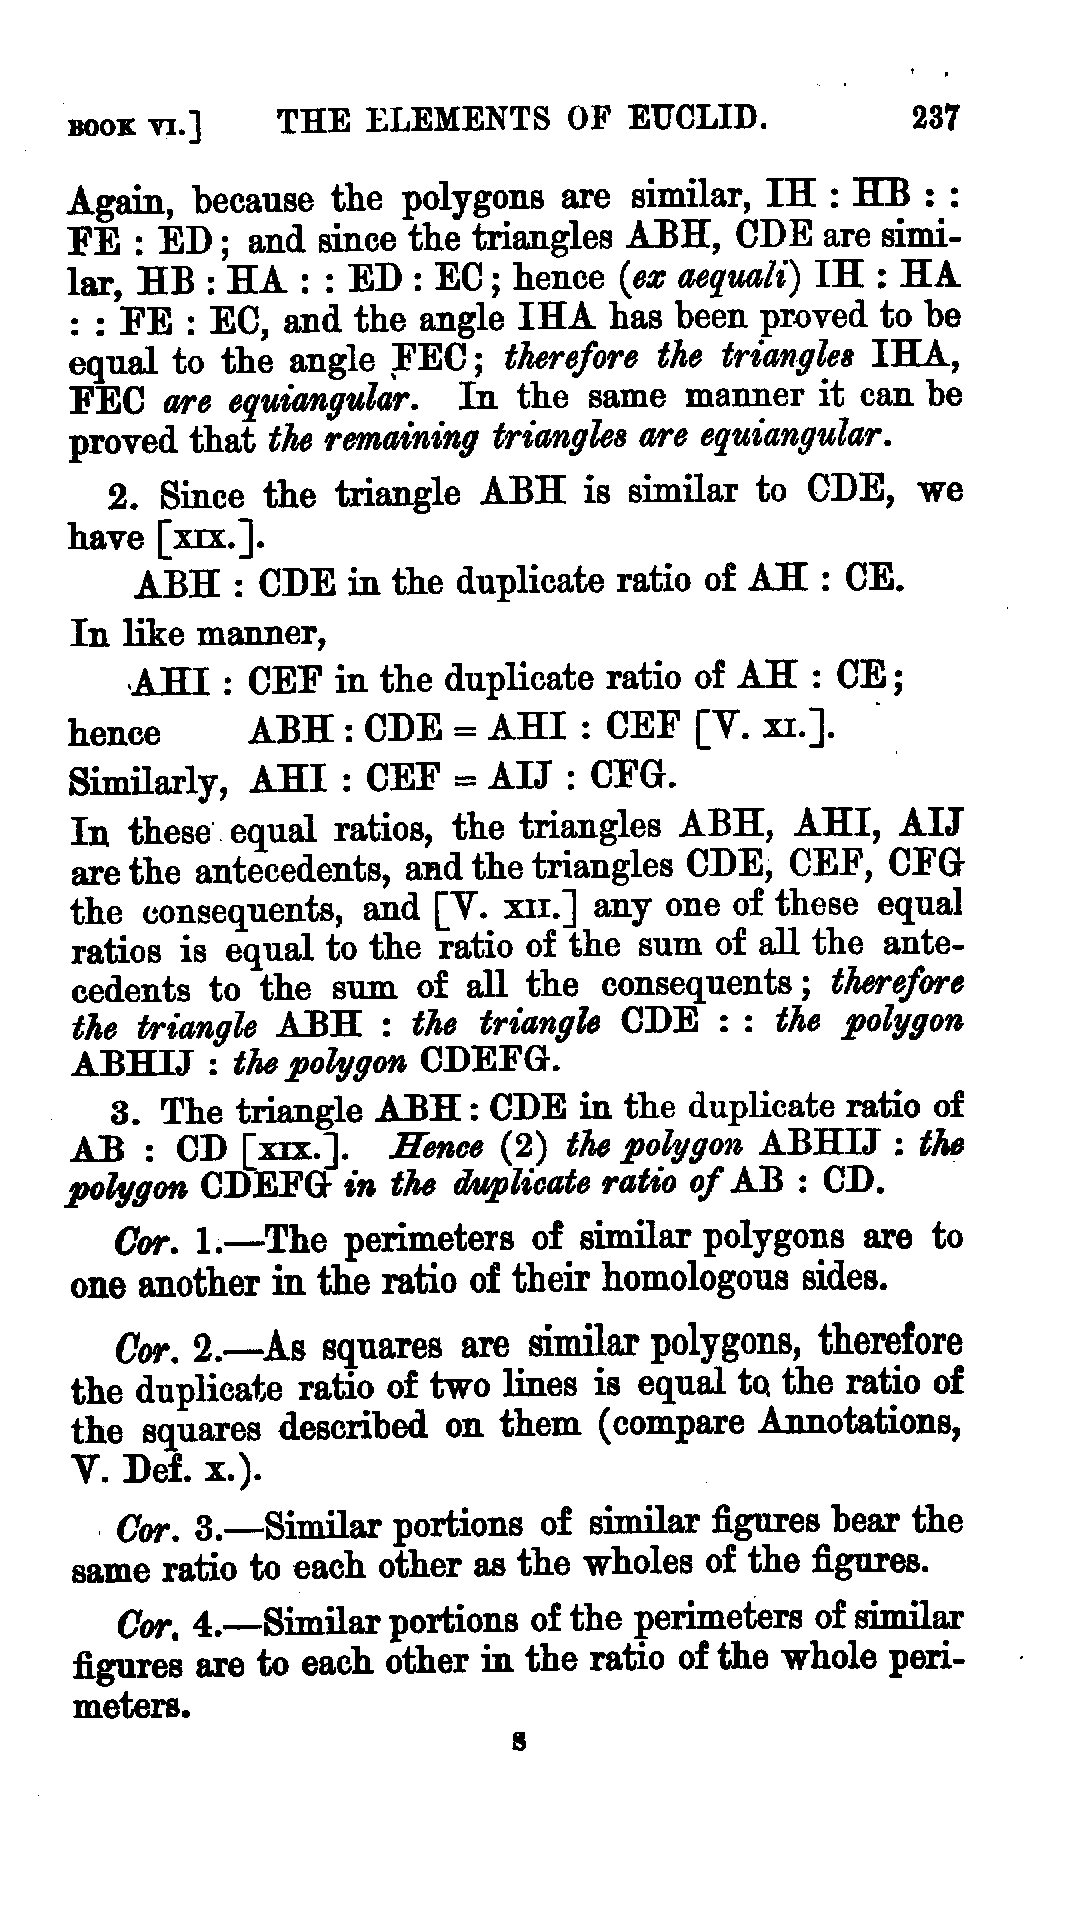 BOOK VI.] THE ELEMENTS OF EUCLID. 237
Again, because the polygons are similar, IH : HB : :
FE : ED; and since the triangles ABH, CDE are simi-
lar, HB : HA : : ED : EC; hence (ex aequali) IH : HA
: : FE : EC, and the angle IHA has been proved to be
equal to the angle FEC; therefore the triangles IHA,
FEC are equiangular. In the same manner it can be
proved that the remaining triangles are equiangular.
2. Since the triangle ABH is similar to CDE, we
have [XIX.].
ABH : CDE in the duplicate ratio of AH : CE.
In like manner,
AHI : CEF in the duplicate ratio of AH : CE;
hence ABH : CDE = AHI : CEF [V. XI.].
Similarly, AHI : CEF = AIJ : CFG.
In these equal ratios, the triangles ABH, AHI, AIJ
are the antecedents, and the triangles CDE, CEF, CFG
the consequents, and [V. XII.] any one of these equal
ratios is equal to the ratio of the sum of all the ante-
cedents to the sum of all the consequents; therefore
the triangle ABH : the triangle CDE : : the polygon
ABHIJ : the polygon CDEFG.
3. The triangle ABH : CDE in the duplicate ratio of
AB : CD [XIX.]. Hence (2) the polygon ABHIJ : the
polygon CDEFG in the duplicate ratio of AB : CD.
Cor. 1.—The perimeters of similar polygons are to
one another in the ratio of their homologous sides.
Cor. 2.—As squares are similar polygons, therefore
the duplicate ratio of two lines is equal to the ratio of
the squares described on them (compare Annotations,
V. Def. X.).
Cor. 3.—Similar portions of similar figures bear the
same ratio to each other as the wholes of the figures.
Cor. 4.—Similar portions of the perimeters of similar
figures are to each other in the ratio of the whole peri-
meters.
S